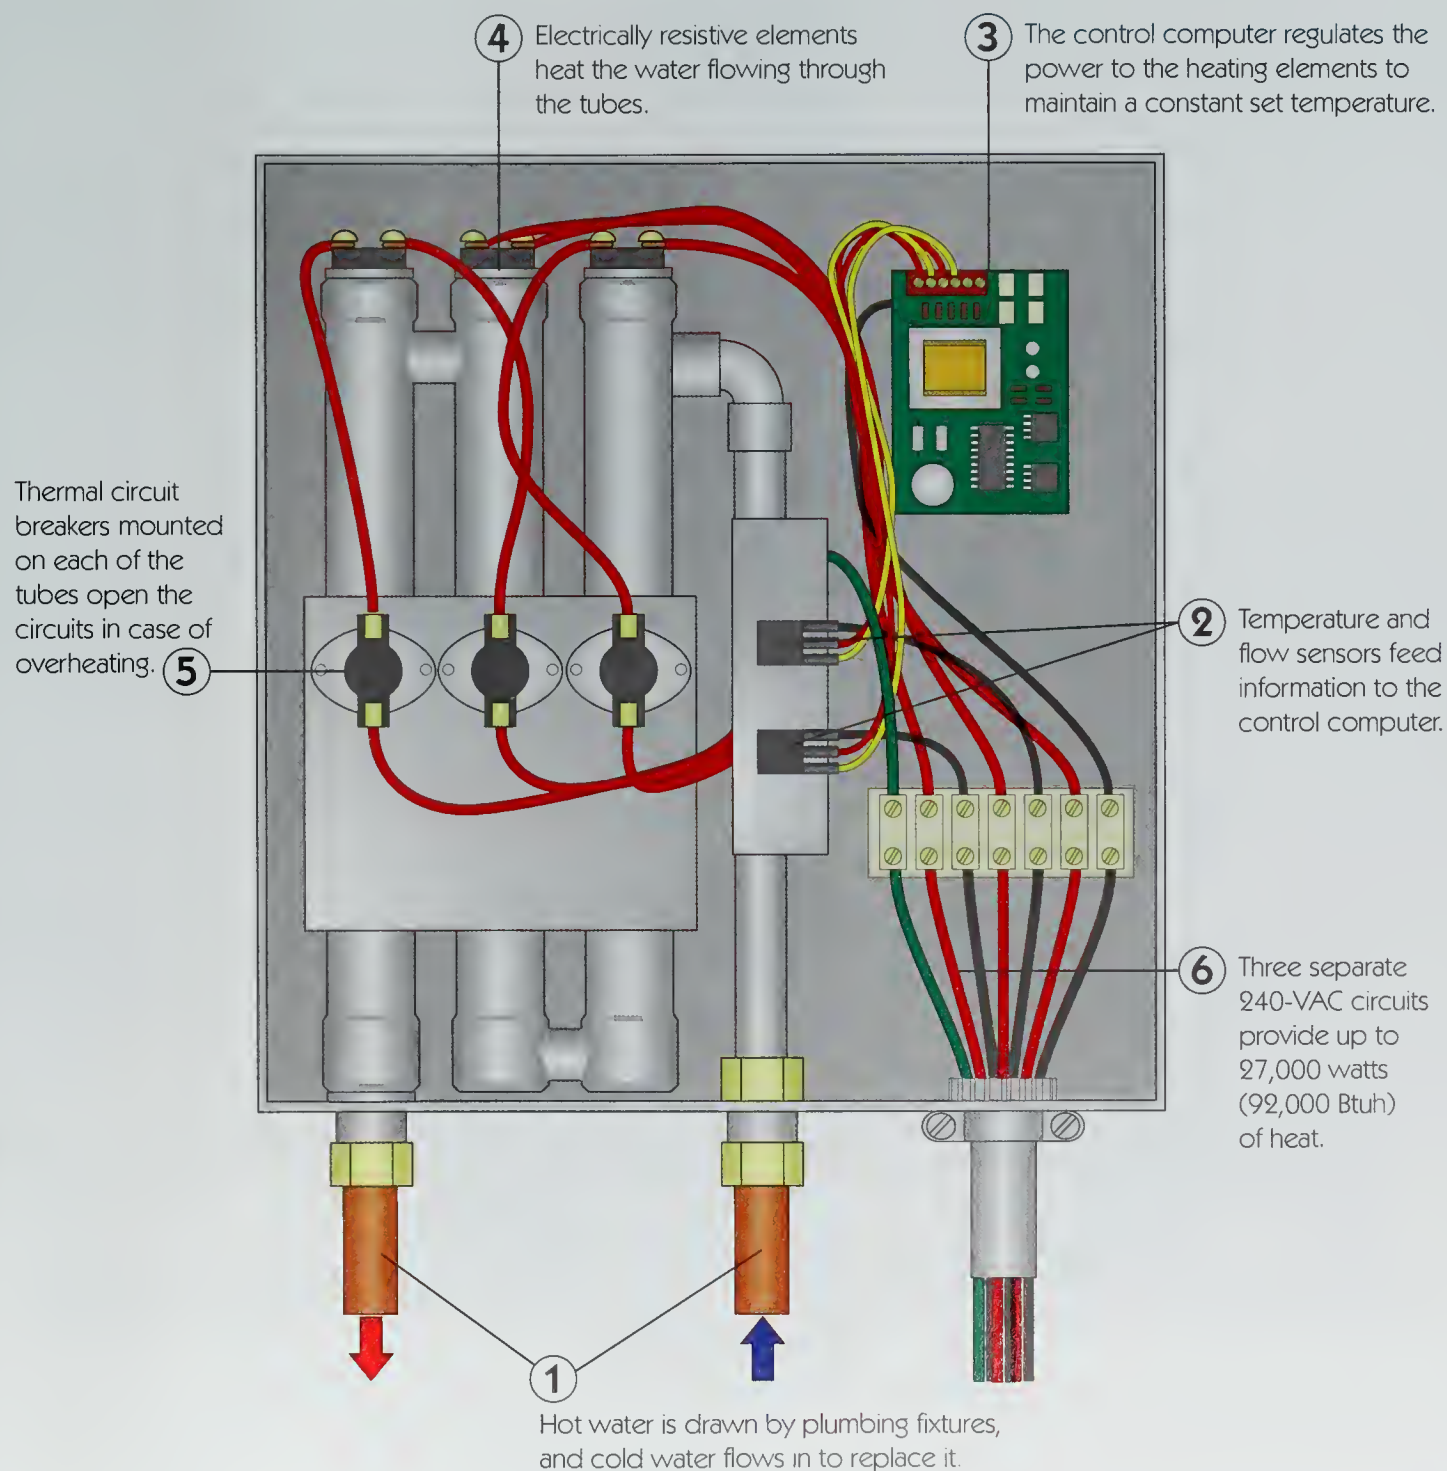 4 Electrically resistive elements
heat the water flowing through
the tubes.
3 The control computer regulates the
power to the heating elements to
maintain a constant set temperature.
Thermal circuit
breakers mounted
on each of the
tubes open the
circuits in case of
overheating. 5
2 Temperature and
flow sensors feed
information to the
control computer.
6 Three separate
240-VAC circuits
provide up to
27,000 watts
(92,000 Btuh)
of heat.
1
Hot water is drawn by plumbing fixtures,
and cold water flows in to replace it.